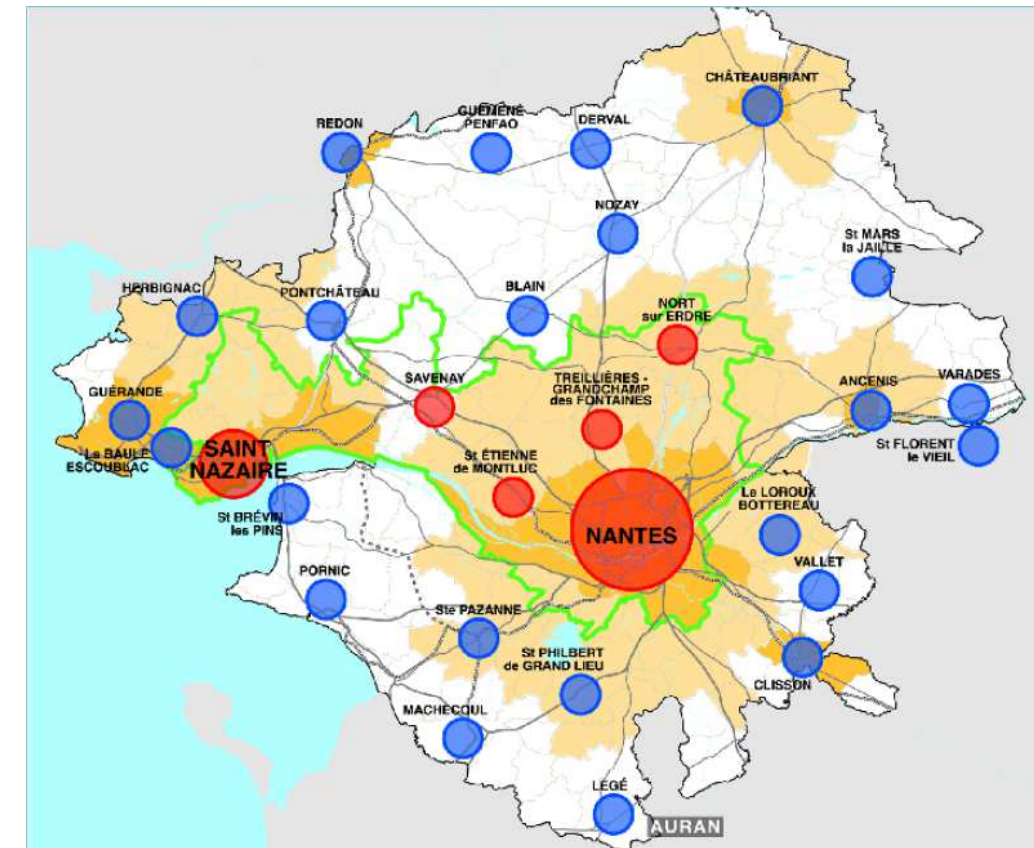 CHÂTEAUBRIANT
REDON
GUÉMÉNÉ
PENFAO
DERVAL
NOZAY
St MARS
la JAILLE
HERBIGNAC
PONTCHÂTEAU
BLAIN
NORT
sur ERDRE
SAVENAY
TREILLIÈRES -
GRANDCHAMP
des FONTAINES
ANCENIS
VARADES
GUÉRANDE
La BAULE
ESCOUBLAC
SAINT
NAZAIRE
St ÉTIENNE
de MONTLUC
St FLORENT
le VIEIL
Le LOROUX
BOTTEREAU
St BRÉVIN
les PINS
NANTES
VALLET
PORNIC
Ste PAZANNE
St PHILBERT
de GRAND LIEU
CLISSON
MACHECOUL
LEGÉ
AURAN